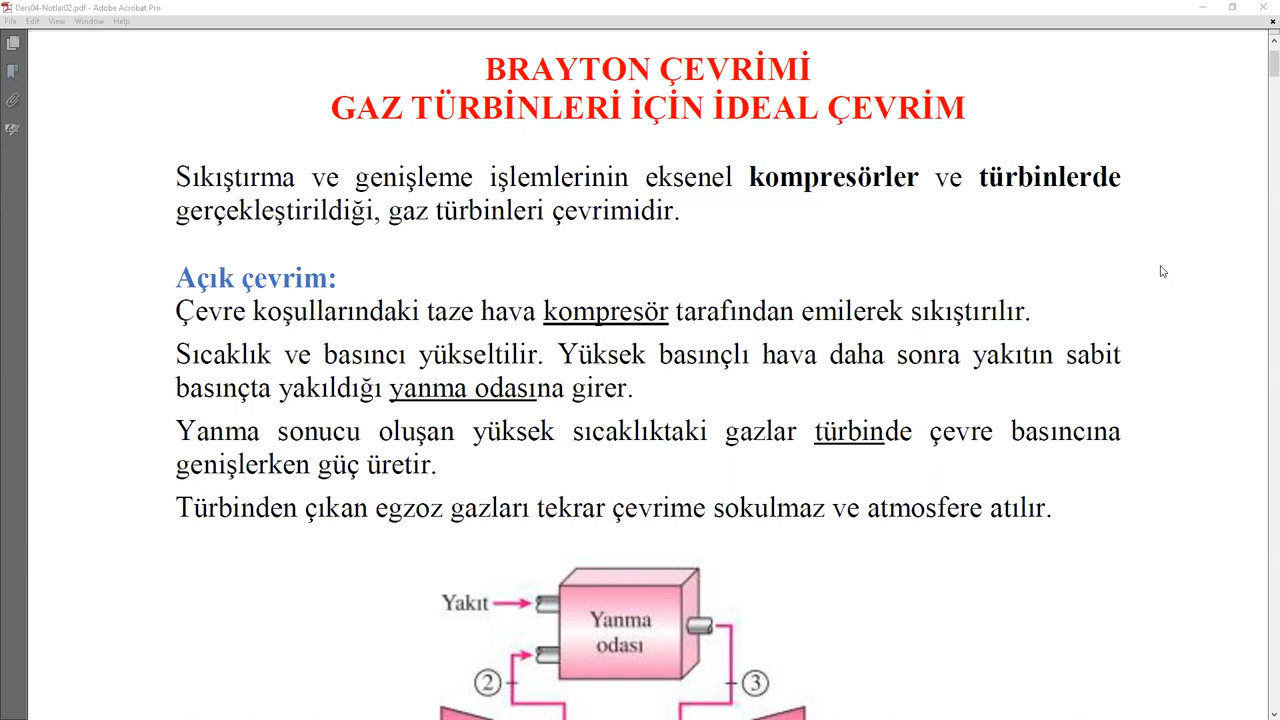 Ders04-Notlar02.pdf - Adobe Acrobat Pro
File Edit View Window Help
BRAYTON ÇEVRİMİ
GAZ TÜRBİNLERİ İÇİN İDEAL ÇEVRİM
Sıkıştırma ve genişleme işlemlerinin eksenel kompresörler ve türbinlerde
gerçekleştirildiği, gaz türbinleri çevrimidir.
Açık çevrim:
Çevre koşullarındaki taze hava kompresör tarafından emilerek sıkıştırılır.
Sıcaklık ve basıncı yükseltilir. Yüksek basınçlı hava daha sonra yakıtın sabit
basınçta yakıldığı yanma odasına girer.
Yanma sonucu oluşan yüksek sıcaklıktaki gazlar türbinde çevre basıncına
genişlerken güç üretir.
Türbinden çıkan egzoz gazları tekrar çevrime sokulmaz ve atmosfere atılır.
Yakıt
Yanma
odası
2
3